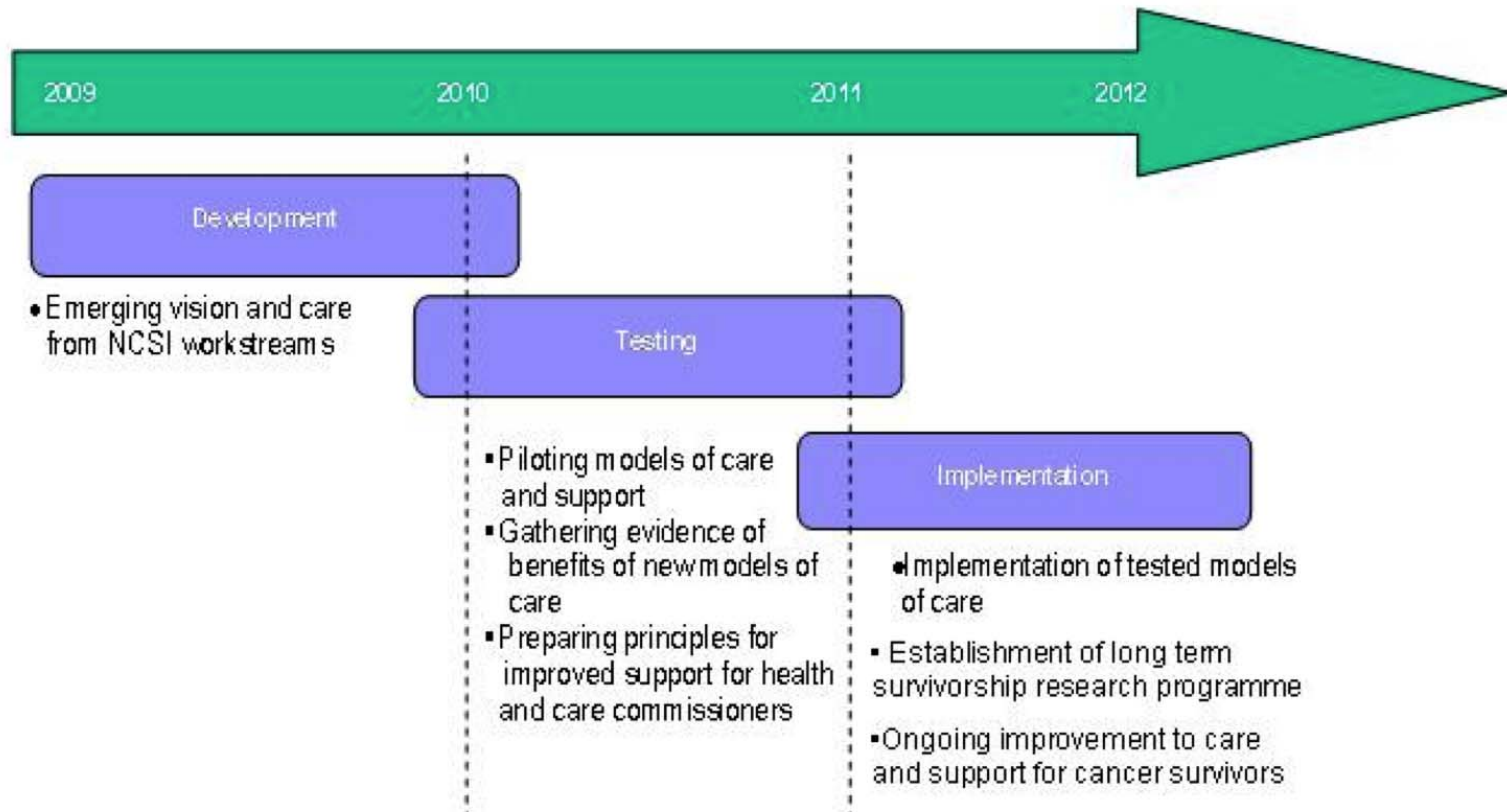 2009 2010 2011 2012
Development
•Emerging vision and care
from NCSI workstreams
Testing
▪Piloting models of care
and support
▪Gathering evidence of
benefits of new models of
care
▪Preparing principles for
improved support for health
and care commissioners
Implementation
•Implementation of tested models
of care
▪ Establishment of long term
survivorship research programme
▪Ongoing improvement to care
and support for cancer survivors